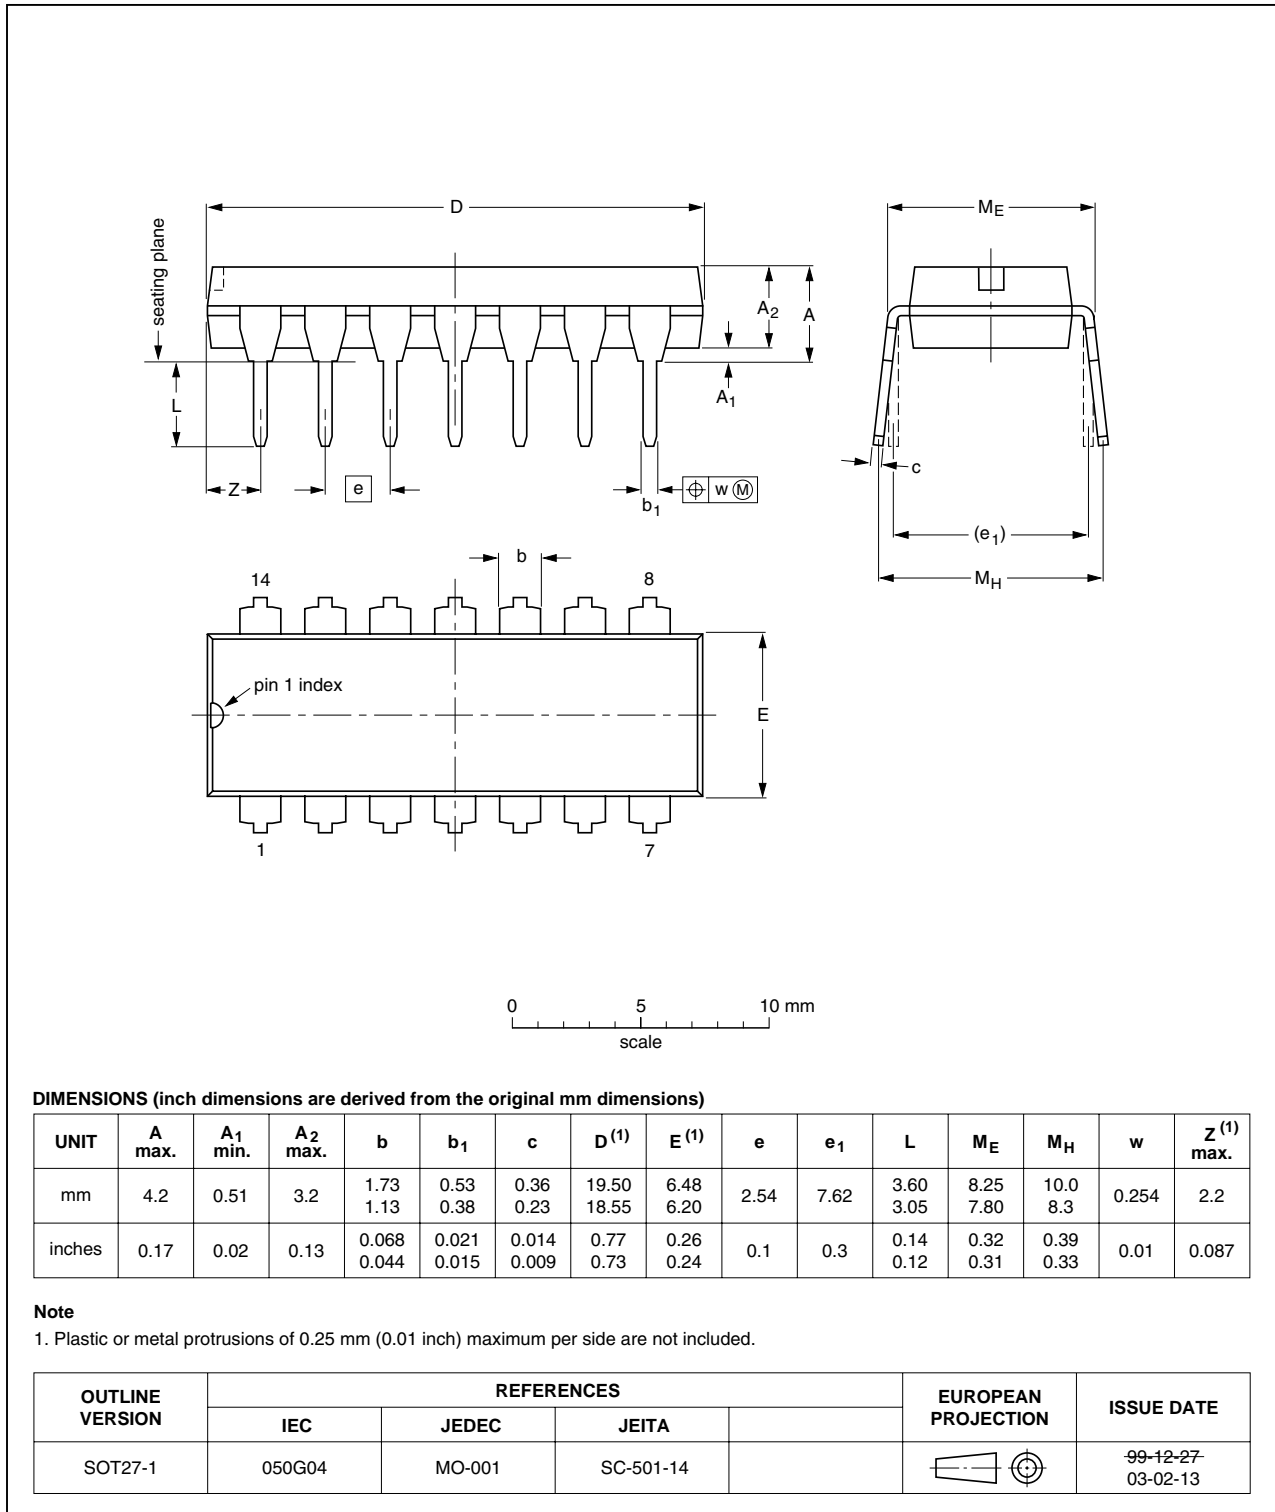 D
M_E
seating plane
A_2
A
A_1
L
Z
e
b_1
w M
c
(e_1)
M_H
b
14
8
pin 1 index
E
1
7
0 5 10 mm
scale
DIMENSIONS (inch dimensions are derived from the original mm dimensions)
UNIT A max. A1 min. A2 max. b b1 c D(1) E(1) e e1 L ME MH w Z(1) max.
mm 4.2 0.51 3.2 1.73 1.13 0.53 0.38 0.36 0.23 19.50 18.55 6.48 6.20 2.54 7.62 3.60 3.05 8.25 7.80 10.0 8.3 0.254 2.2
inches 0.17 0.02 0.13 0.068 0.044 0.021 0.015 0.014 0.009 0.77 0.73 0.26 0.24 0.1 0.3 0.14 0.12 0.32 0.31 0.39 0.33 0.01 0.087
Note
1. Plastic or metal protrusions of 0.25 mm (0.01 inch) maximum per side are not included.
OUTLINE VERSION REFERENCES EUROPEAN PROJECTION ISSUE DATE
IEC JEDEC JEITA
SOT27-1 050G04 MO-001 SC-501-14 99-12-27
03-02-13